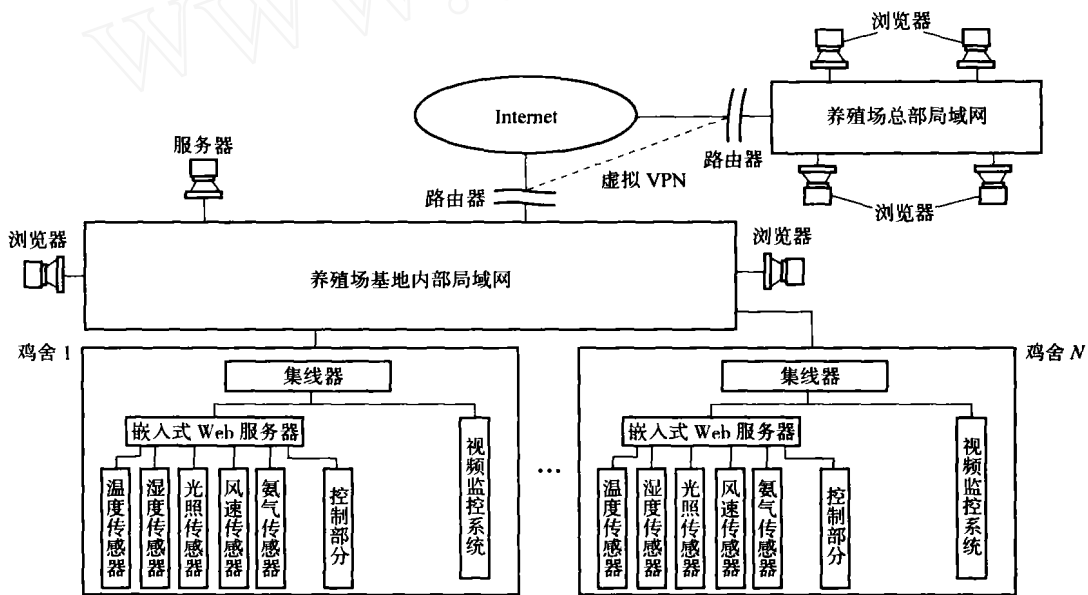 www.
浏览器
Internet
养殖场总部局域网
服务器
路由器
虚拟 VPN
路由器
浏览器
浏览器
浏览器
养殖场基地内部局域网
鸡舍 1
集线器
嵌入式 Web 服务器
温度传感器
湿度传感器
光照传感器
风速传感器
氨气传感器
控制部分
视频监控系统
…
鸡舍 N
集线器
嵌入式 Web 服务器
温度传感器
湿度传感器
光照传感器
风速传感器
氨气传感器
控制部分
视频监控系统